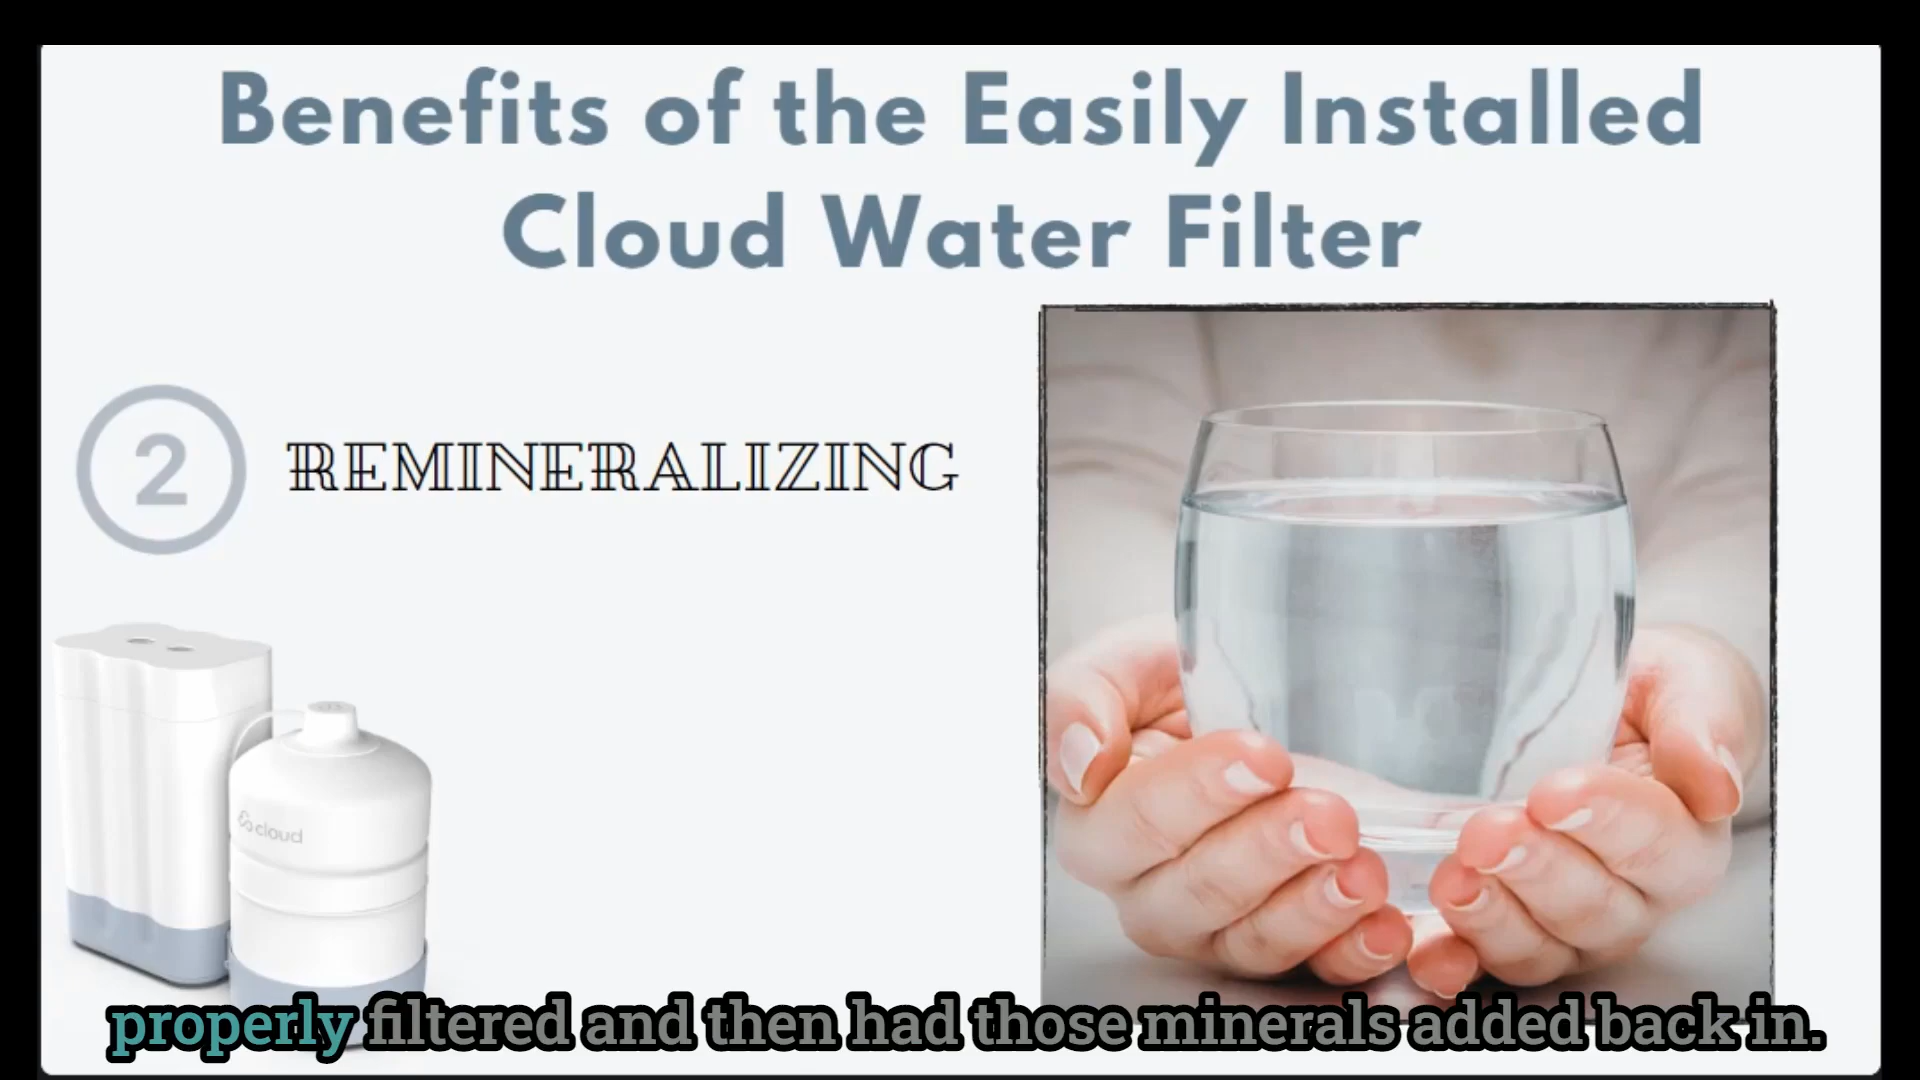 Benefits of the Easily Installed
Cloud Water Filter
2
REMINERALIZING
cloud
properly filtered and then had those minerals added back in.